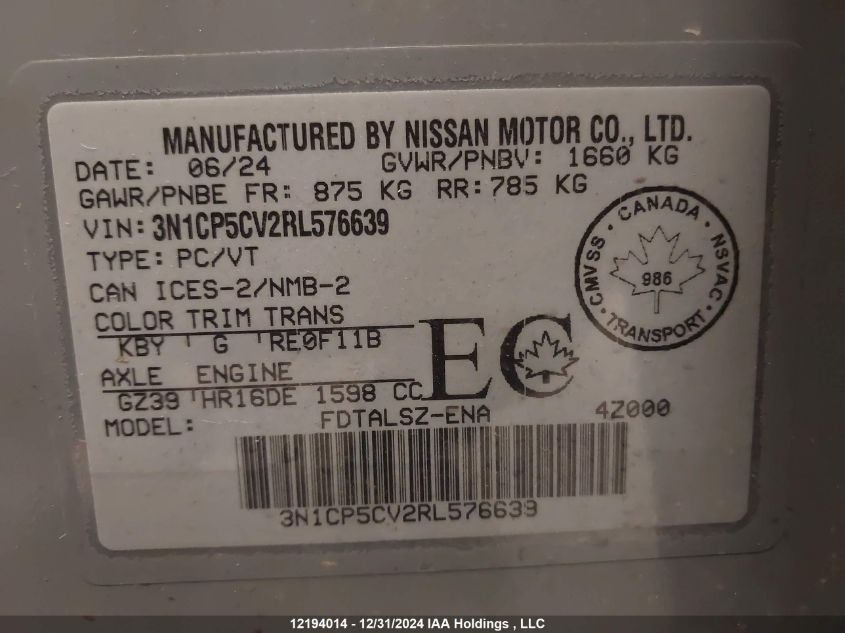 MANUFACTURED BY NISSAN MOTOR CO., LTD.
DATE: 06/24 GVWR/PNBV: 1660 KG
GAWR/PNBE FR: 875 KG RR: 785 KG
VIN: 3N1CP5CV2RL576639
TYPE: PC/VT
CAN ICES-2/NMB-2
COLOR TRIM TRANS
KBY G RE0F11B
AXLE ENGINE
GZ39 HR16DE 1598 CC
MODEL: FDTALSZ-ENA 4Z000
EC
CMVSS · CANADA · NSVAC · TRANSPORT ·
986
3N1CP5CV2RL576639
12194014 - 12/31/2024 IAA Holdings , LLC